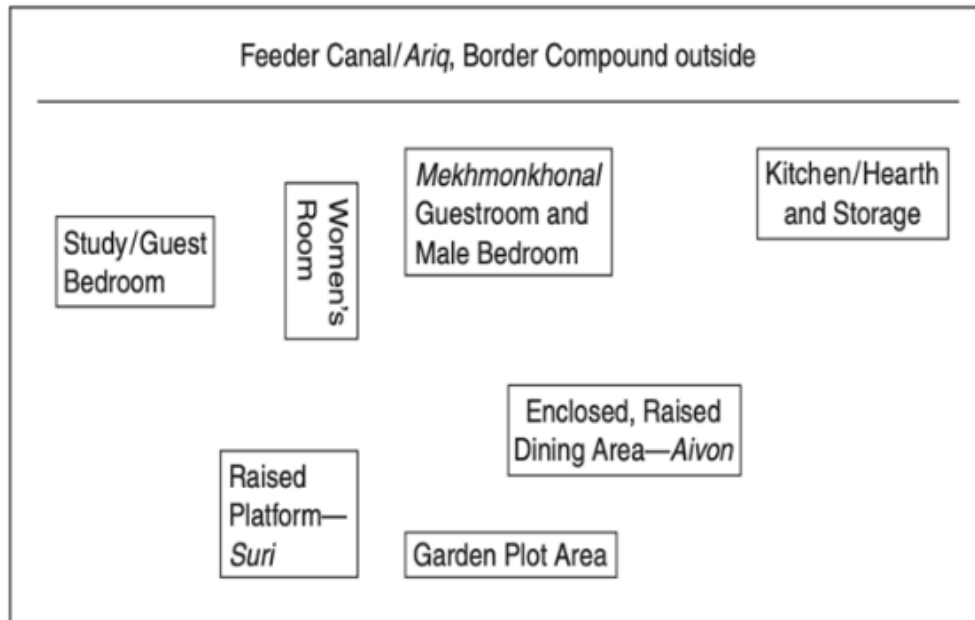 Feeder Canal/Ariq, Border Compound outside
Study/Guest
Bedroom
Women's
Room
Mekhmonkhonal
Guestroom and
Male Bedroom
Kitchen/Hearth
and Storage
Enclosed, Raised
Dining Area—Aivon
Raised
Platform—
Suri
Garden Plot Area